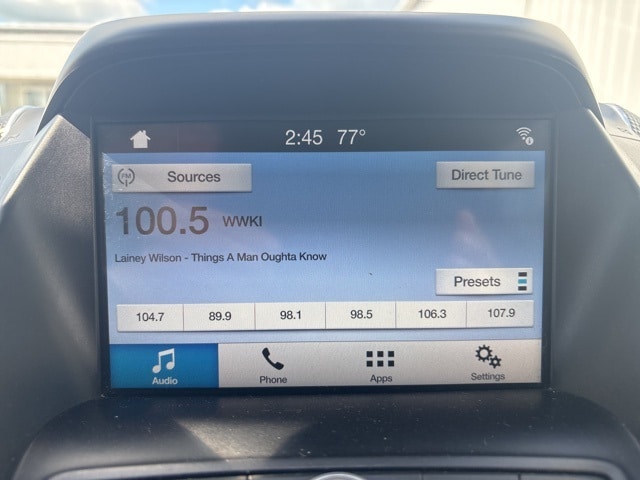 2:45 77°
FM Sources Direct Tune
100.5 WWKI
Lainey Wilson - Things A Man Oughta Know
Presets
104.7 89.9 98.1 98.5 106.3 107.9
Audio Phone Apps Settings